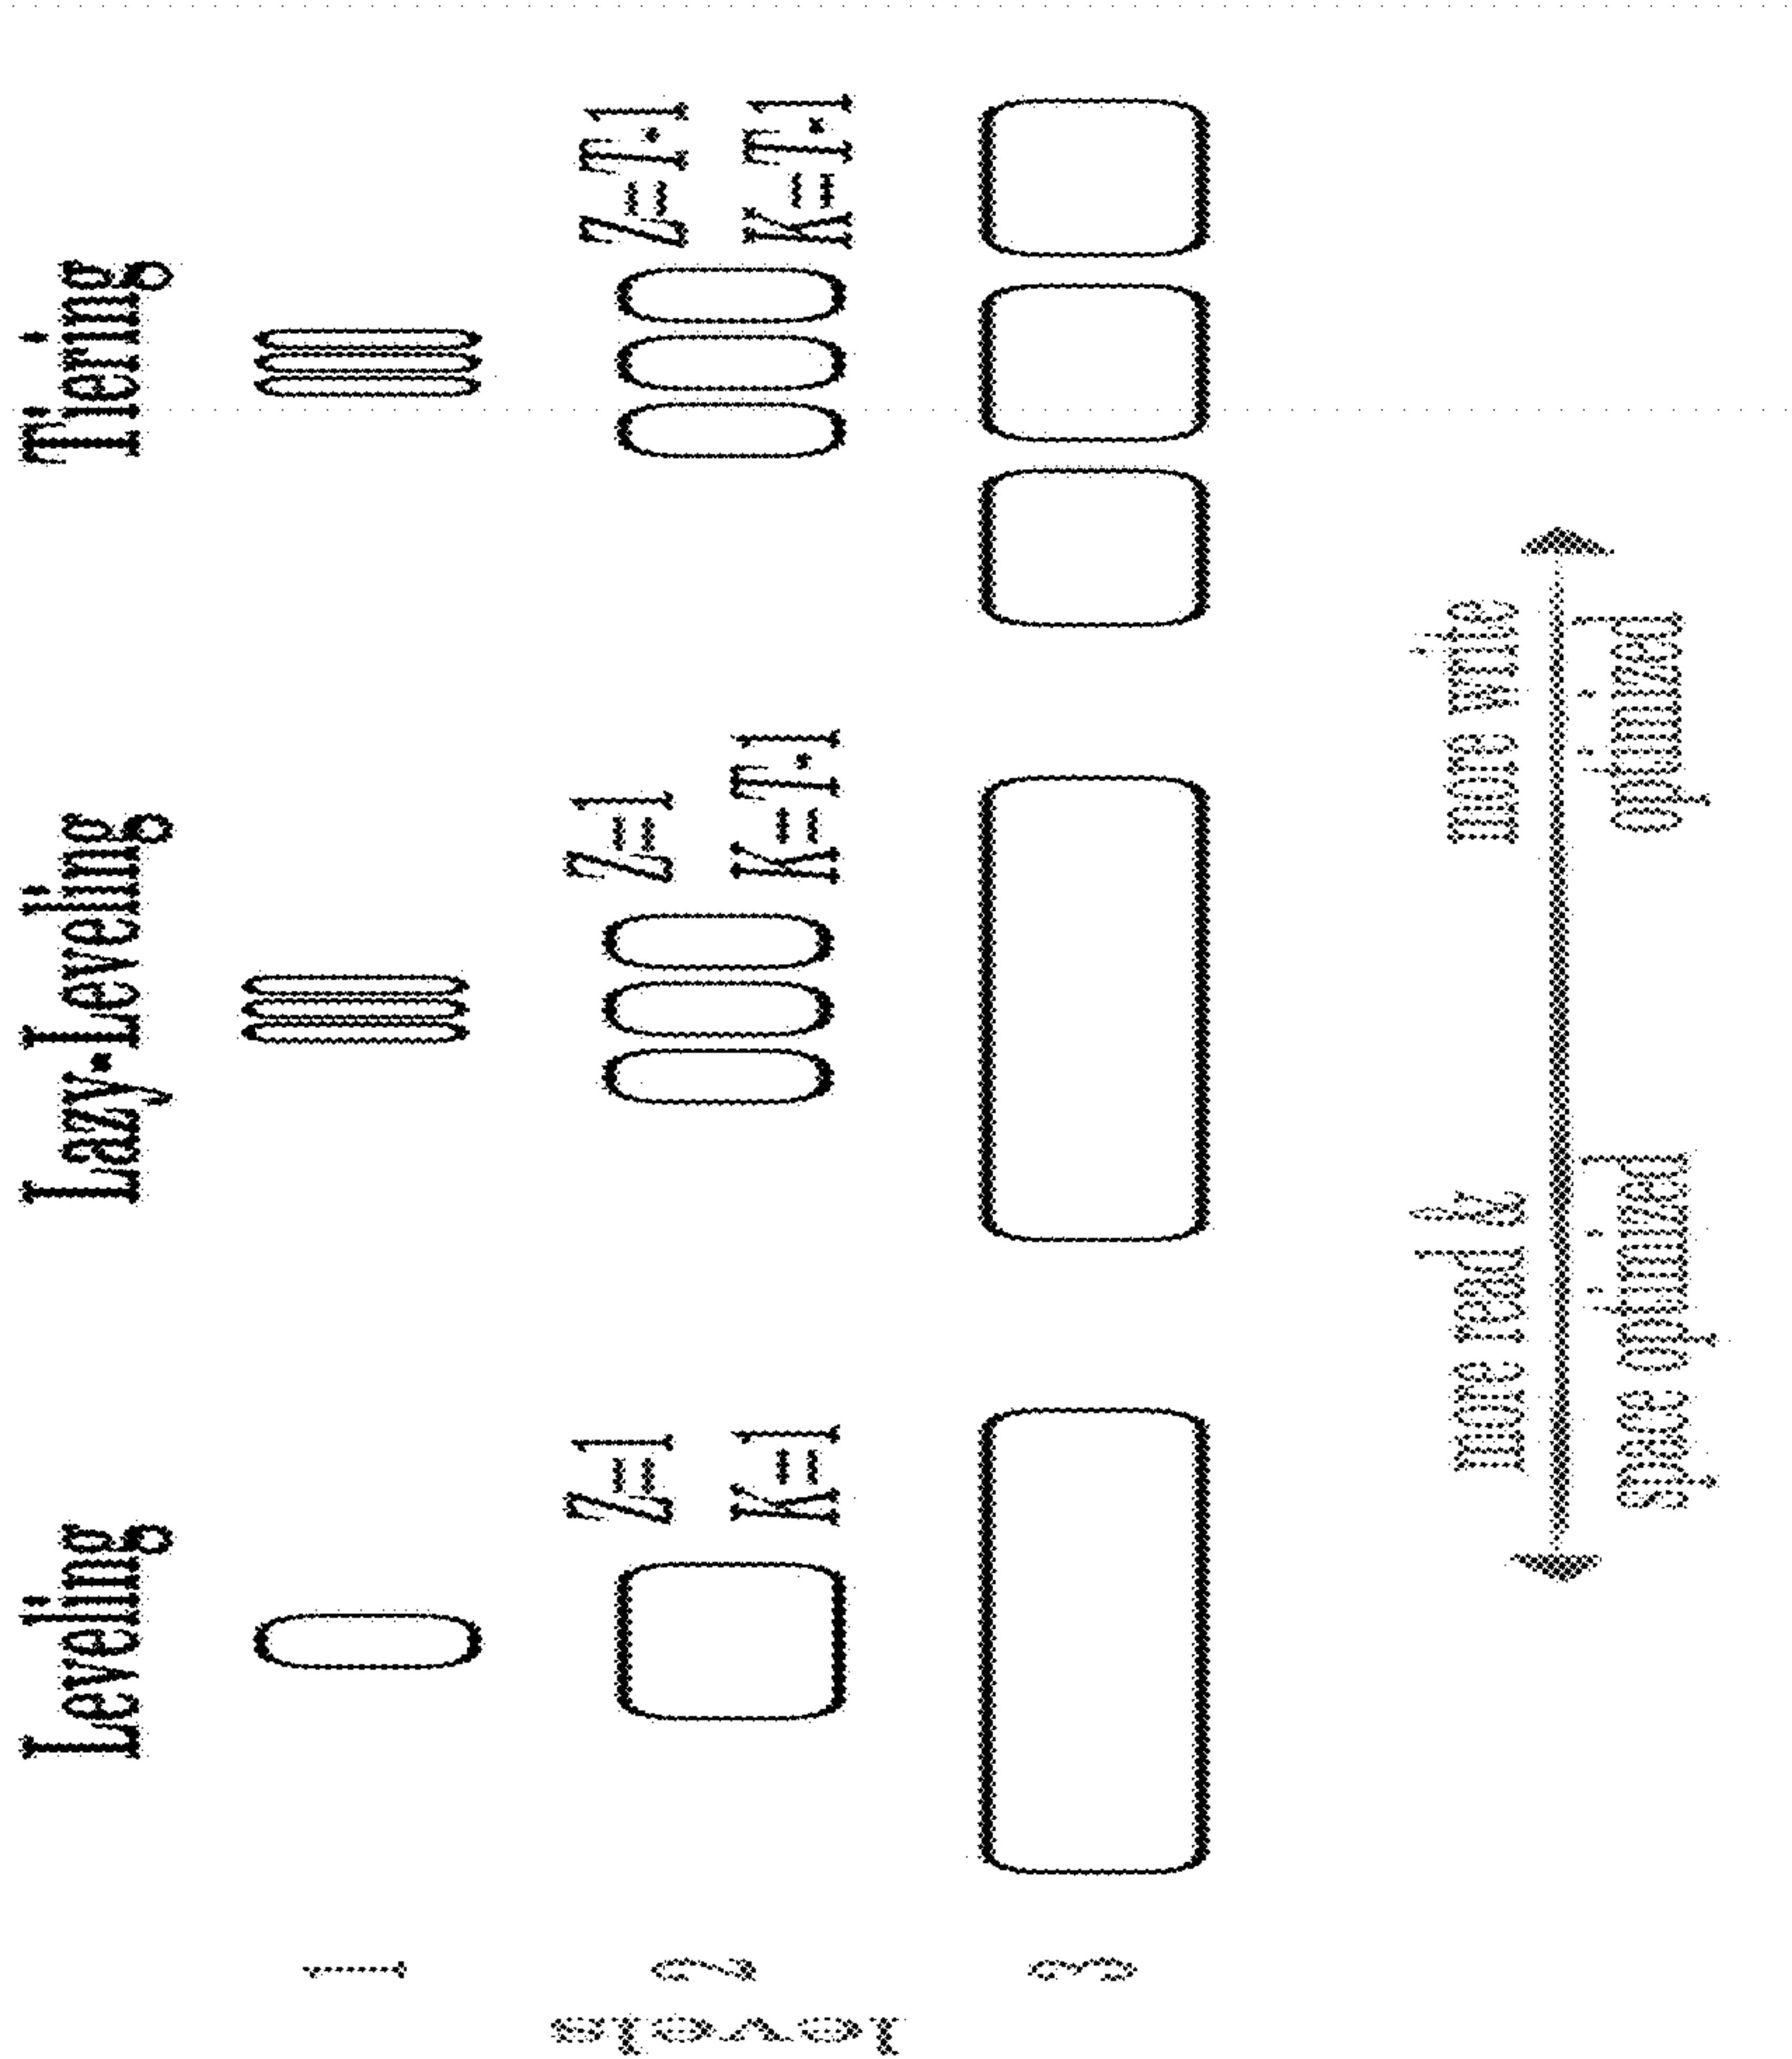 Leveling
Lazy-Leveling
Tiering
levels
1
2
3
Z=1
K=1
Z=1
K=T-1
Z=T-1
K=T-1
more read &
space optimized
more write
optimized